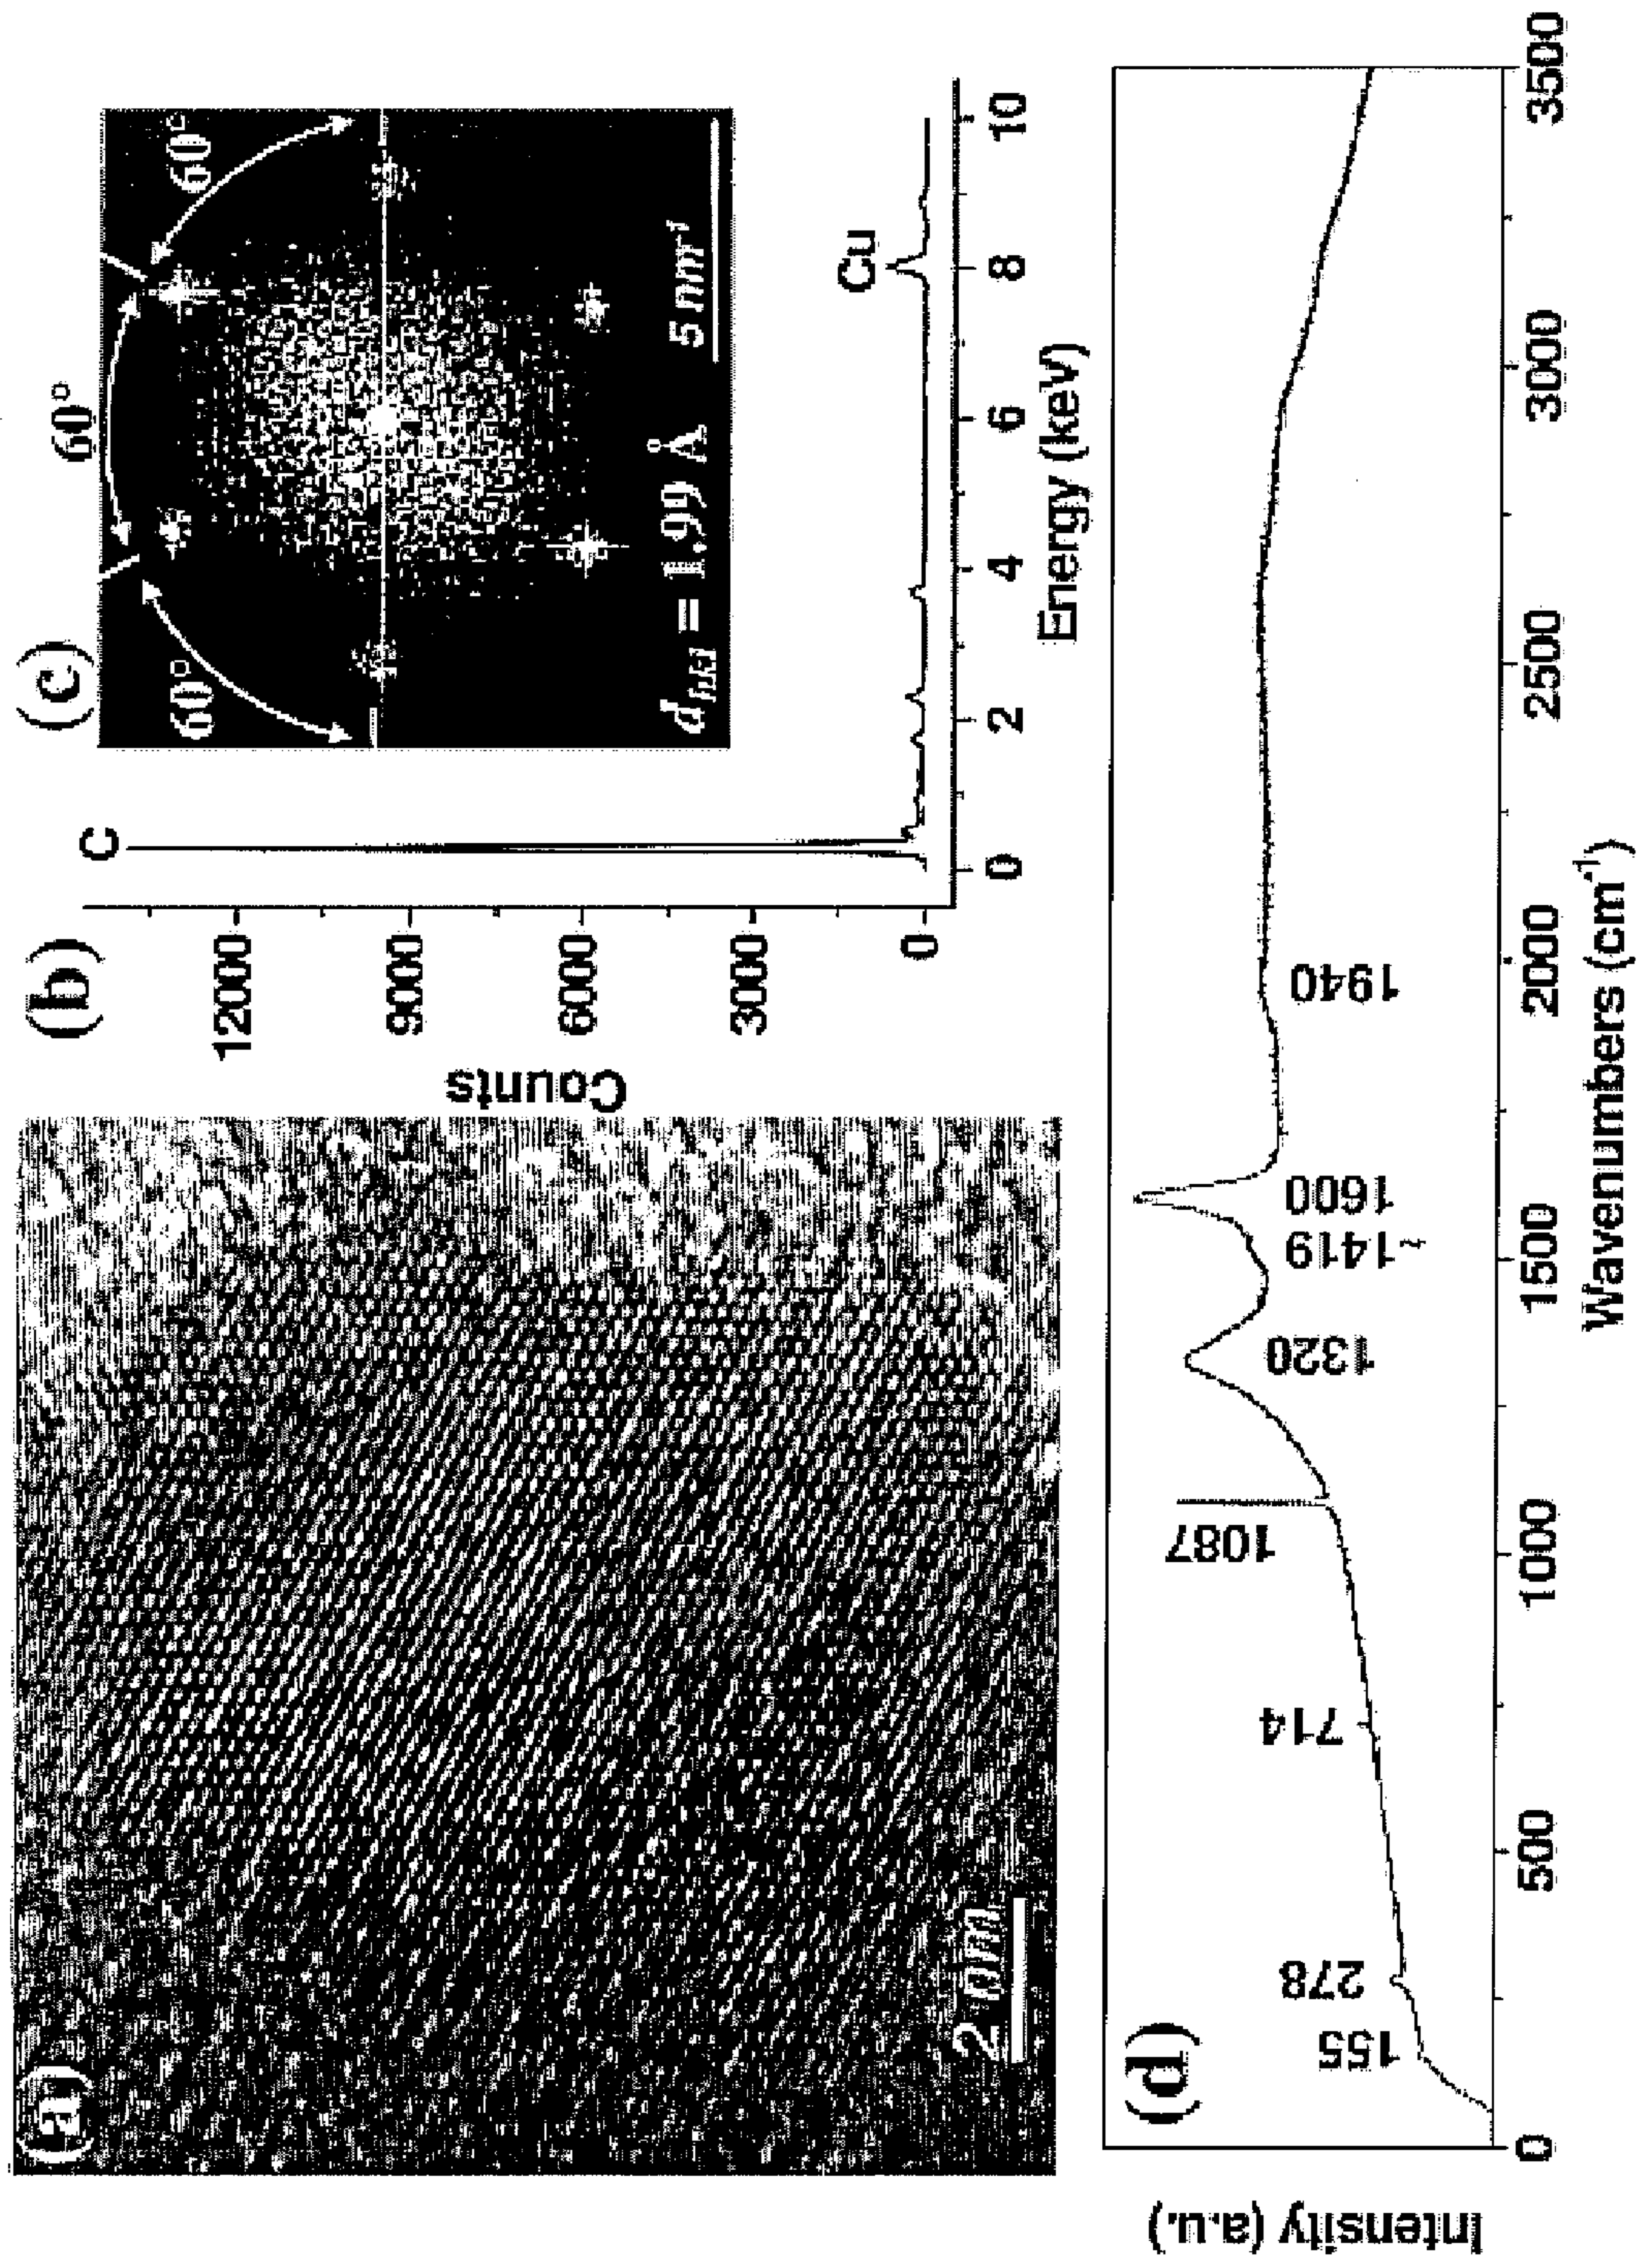 (a)
2 nm
(b)
Counts
12000
9000
6000
3000
0
C
Cu
0 2 4 6 8 10
Energy (keV)
(c)
60° 60° 60°
5 nm⁻¹
= 1.99 Å
(d)
Intensity (a.u.)
155
278
714
1087
1320
~1419
1600
1940
0 500 1000 1500 2000 2500 3000 3500
Wavenumbers (cm⁻¹)